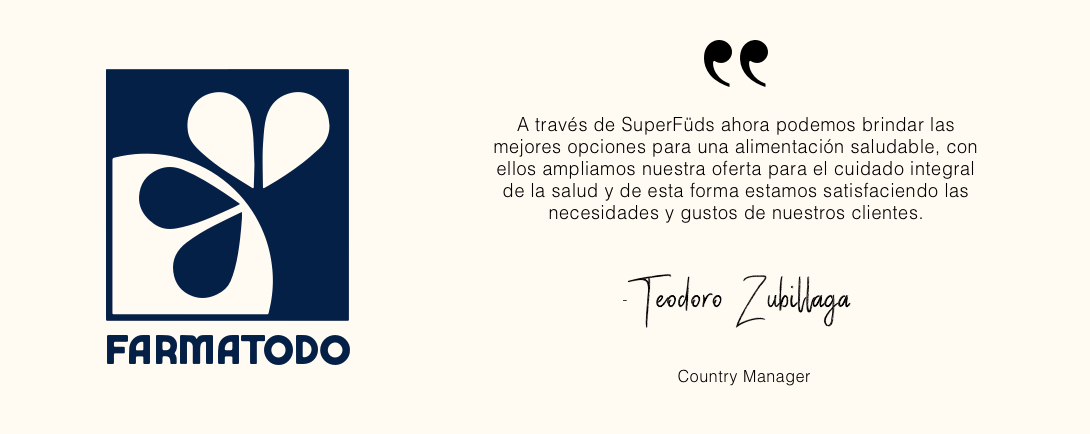 FARMATODO
A través de SuperFüds ahora podemos brindar las
mejores opciones para una alimentación saludable, con
ellos ampliamos nuestra oferta para el cuidado integral
de la salud y de esta forma estamos satisfaciendo las
necesidades y gustos de nuestros clientes.
- Teodoro Zubillaga
Country Manager